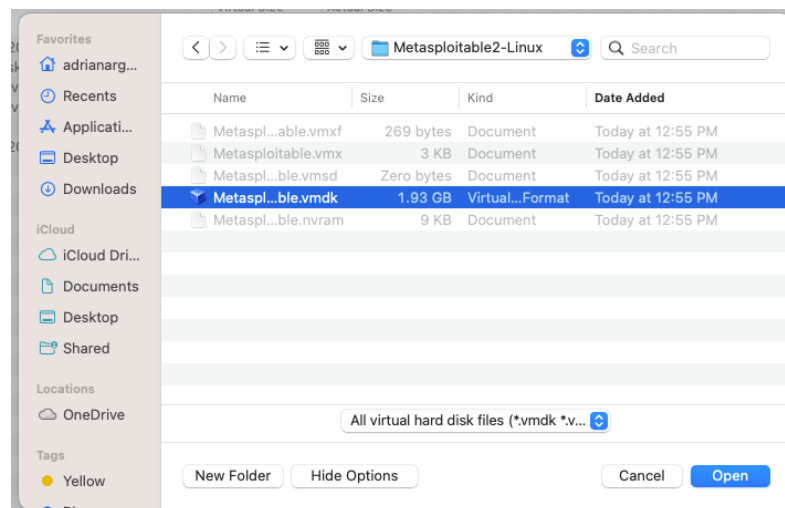 Favorites
adrianarg...
Recents
Applicati...
Desktop
Downloads
iCloud
iCloud Dri...
Documents
Desktop
Shared
Locations
OneDrive
Tags
Yellow
Metasploitable2-Linux
Search
Name Size Kind Date Added
Metaspl...able.vmxf 269 bytes Document Today at 12:55 PM
Metasploitable.vmx 3 KB Document Today at 12:55 PM
Metaspl...ble.vmsd Zero bytes Document Today at 12:55 PM
Metaspl...ble.vmdk 1.93 GB Virtual...Format Today at 12:55 PM
Metaspl...ble.nvram 9 KB Document Today at 12:55 PM
All virtual hard disk files (*.vmdk *.v...
New Folder Hide Options Cancel Open